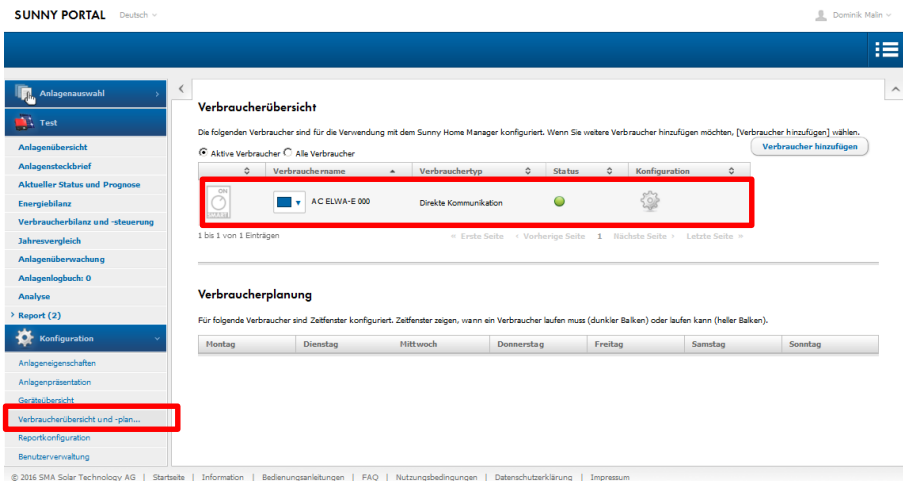 SUNNY PORTAL Deutsch
Dominik Malin
Anlagenauswahl
Test
Anlagenübersicht
Anlagensteckbrief
Aktueller Status und Prognose
Energiebilanz
Verbraucherbilanz und -steuerung
Jahresvergleich
Anlagenüberwachung
Anlagenlogbuch: 0
Analyse
Report (2)
Konfiguration
Anlageneigenschaften
Anlagenpräsentation
Geräteübersicht
Verbraucherübersicht und -plan...
Reportkonfiguration
Benutzerverwaltung
Verbraucherübersicht
Die folgenden Verbraucher sind für die Verwendung mit dem Sunny Home Manager konfiguriert. Wenn Sie weitere Verbraucher hinzufügen möchten, [Verbraucher hinzufügen] wählen.
Aktive Verbraucher Alle Verbraucher
Verbraucher hinzufügen
Verbrauchername Verbrauchertyp Status Konfiguration
ON
SMART
AC ELWA-E 000 Direkte Kommunikation
1 bis 1 von 1 Einträgen
« Erste Seite ‹ Vorherige Seite 1 Nächste Seite › Letzte Seite »
Verbraucherplanung
Für folgende Verbraucher sind Zeitfenster konfiguriert. Zeitfenster zeigen, wann ein Verbraucher laufen muss (dunkler Balken) oder laufen kann (heller Balken).
Montag Dienstag Mittwoch Donnerstag Freitag Samstag Sonntag
© 2016 SMA Solar Technology AG | Startseite | Information | Bedienungsanleitungen | FAQ | Nutzungsbedingungen | Datenschutzerklärung | Impressum